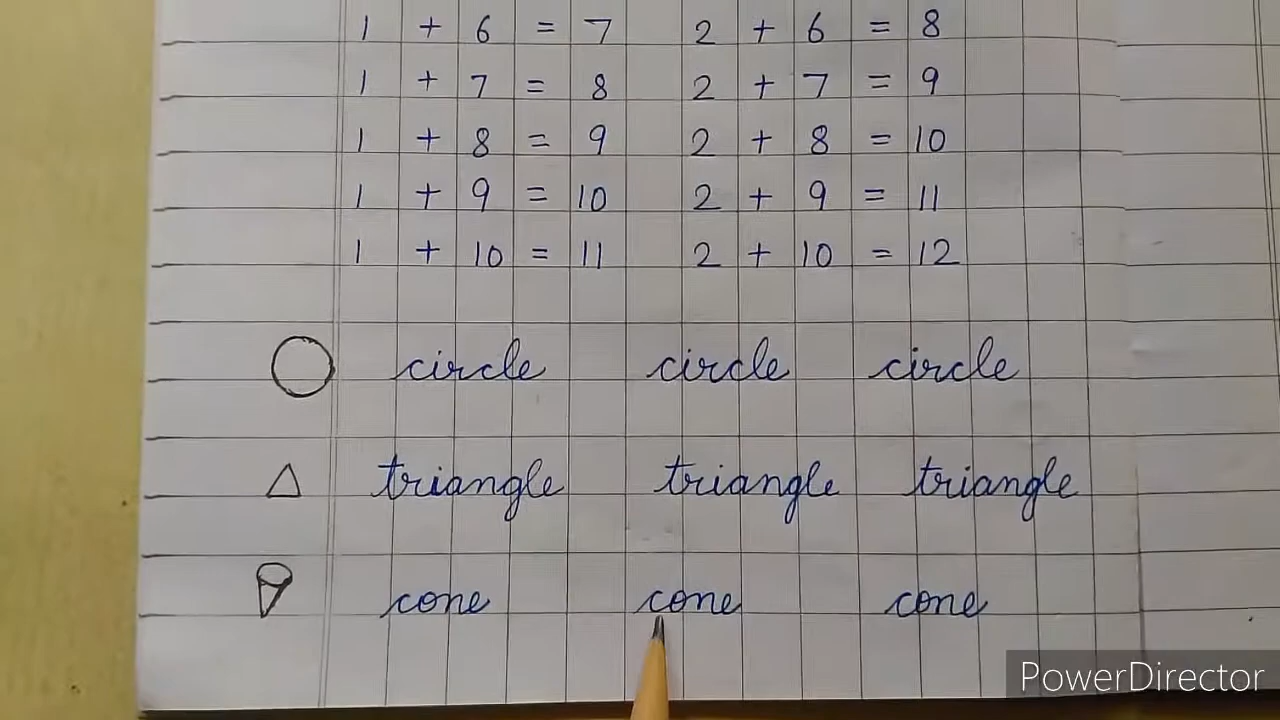 1 + 6 = 7 2 + 6 = 8
1 + 7 = 8 2 + 7 = 9
1 + 8 = 9 2 + 8 = 10
1 + 9 = 10 2 + 9 = 11
1 + 10 = 11 2 + 10 = 12
circle circle circle
triangle triangle triangle
cone cone cone
PowerDirector